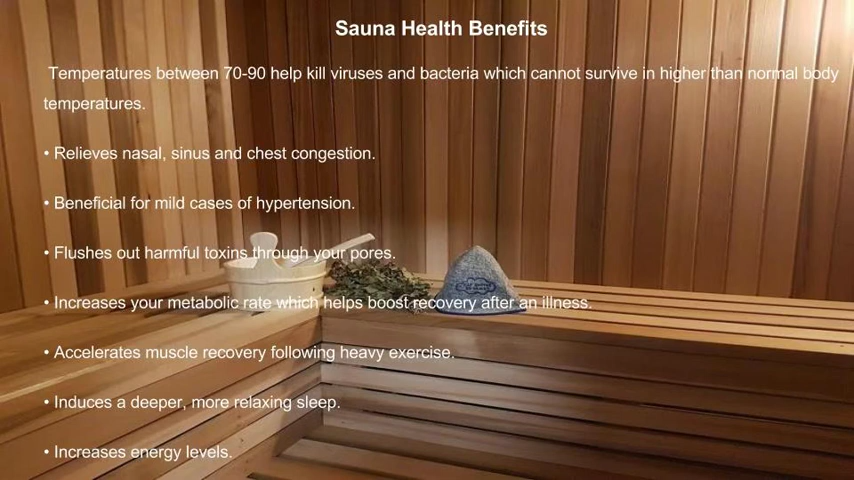 Sauna Health Benefits
Temperatures between 70-90 help kill viruses and bacteria which cannot survive in higher than normal body
temperatures.
• Relieves nasal, sinus and chest congestion.
• Beneficial for mild cases of hypertension.
• Flushes out harmful toxins through your pores.
• Increases your metabolic rate which helps boost recovery after an illness.
• Accelerates muscle recovery following heavy exercise.
• Induces a deeper, more relaxing sleep.
• Increases energy levels.